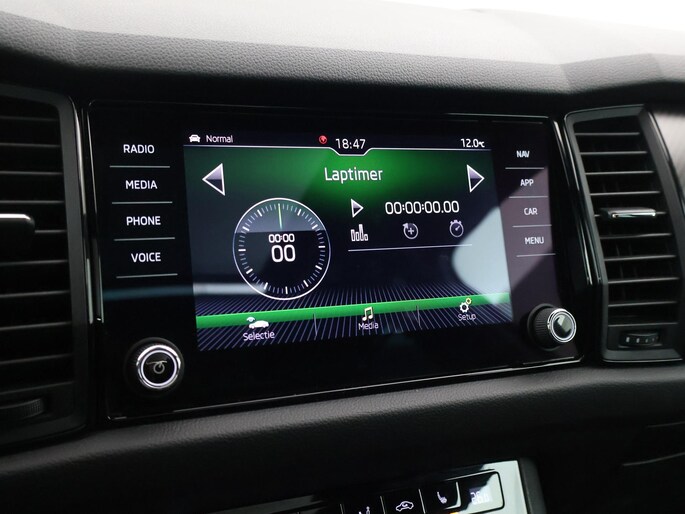 Normal 18:47 12.0°C
RADIO
MEDIA
PHONE
VOICE
Laptimer
00:00:00.00
00:00
00
Selectie Media Setup
NAV
APP
CAR
MENU